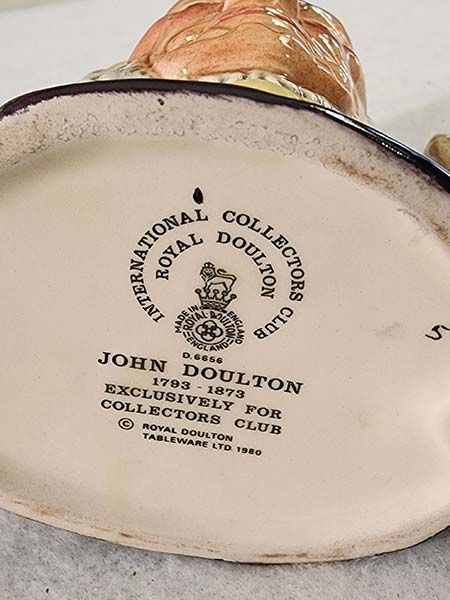 INTERNATIONAL COLLECTORS CLUB
ROYAL DOULTON
MADE IN ENGLAND
ROYAL·DOULTON
ENGLAND
D.6656
JOHN DOULTON
1793 - 1873
EXCLUSIVELY FOR
COLLECTORS CLUB
© ROYAL DOULTON
TABLEWARE LTD. 1980
5